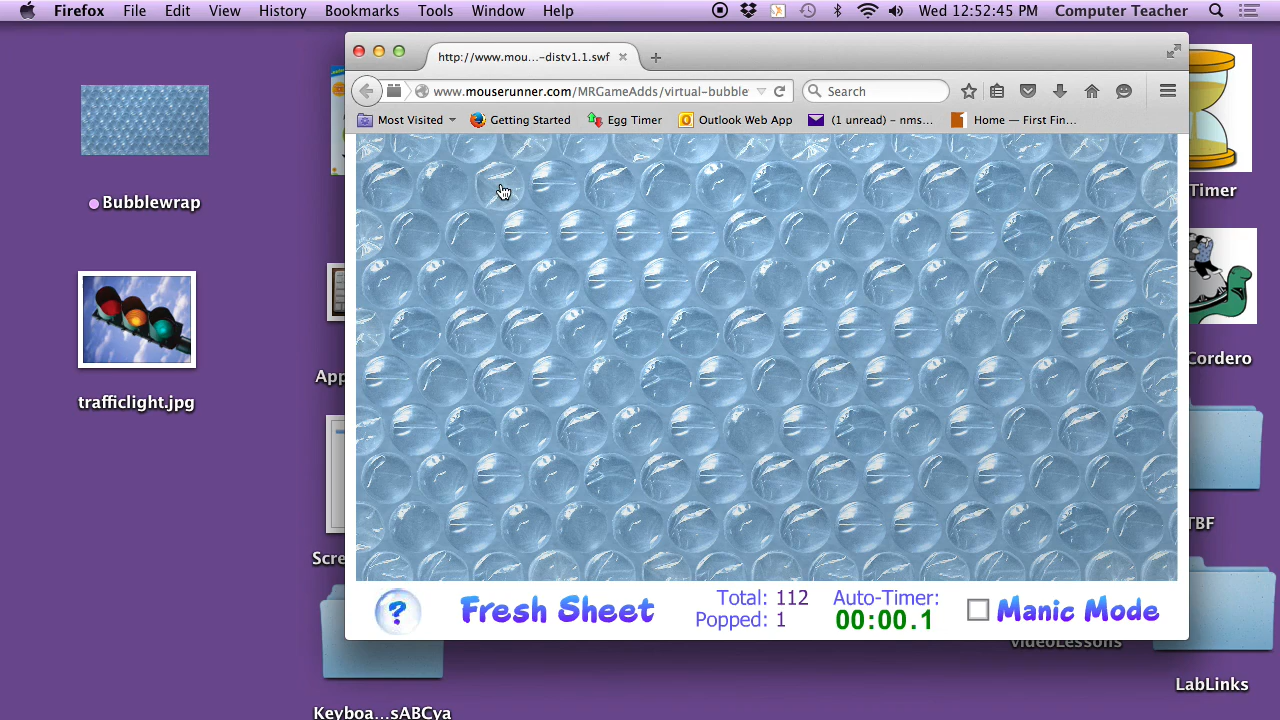 Firefox File Edit View History Bookmarks Tools Window Help Wed 12:52:45 PM Computer Teacher
http://www.mou...-distv1.1.swf
www.mouserunner.com/MRGameAdds/virtual-bubble Search
Most Visited Getting Started Egg Timer Outlook Web App (1 unread) – nms... Home — First Fin...
Bubblewrap
Timer
trafficlight.jpg
Cordero
App
TBF
Scre
? Fresh Sheet Total: 112 Auto-Timer: Manic Mode
Popped: 1 00:00.1
videoLessons
LabLinks
Keyboa...sABCya